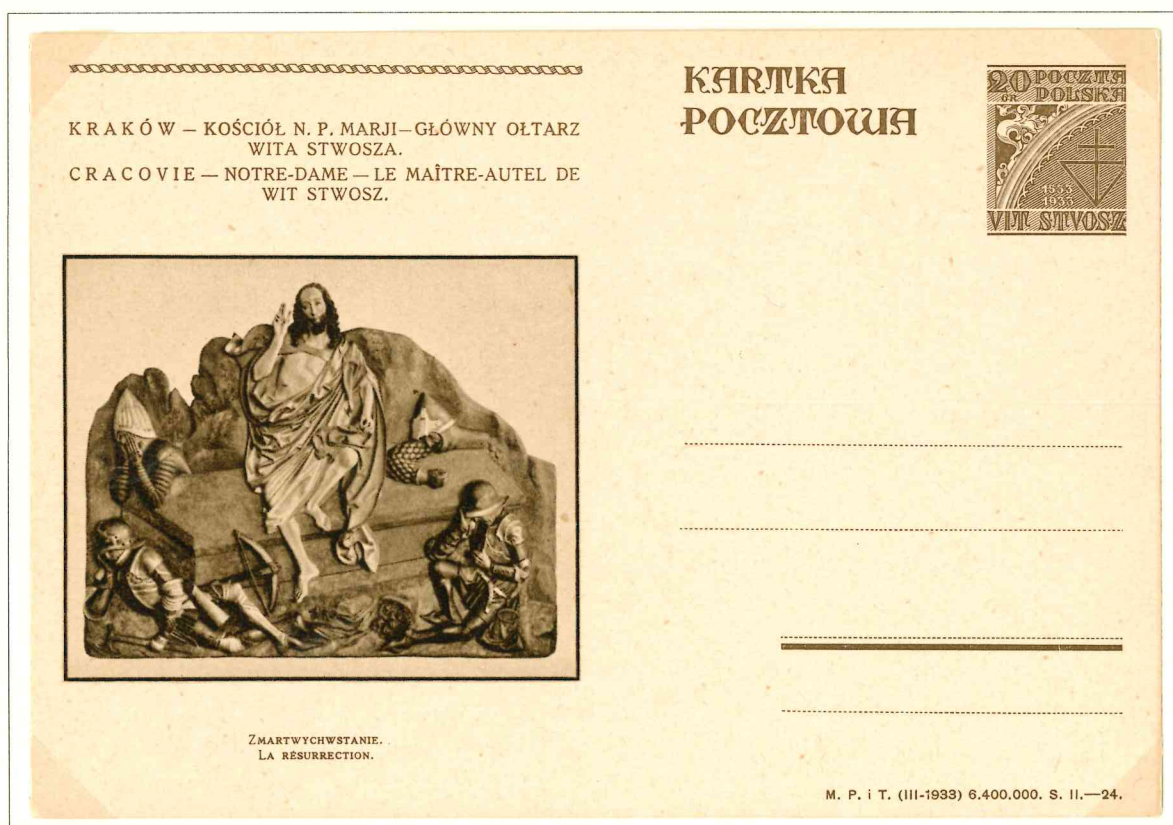 KRAKÓW — KOŚCIÓŁ N. P. MARJI—GŁÓWNY OŁTARZ
WITA STWOSZA.
CRACOVIE — NOTRE-DAME — LE MAÎTRE-AUTEL DE
WIT STWOSZ.
ZMARTWYCHWSTANIE.
LA RÉSURRECTION.
KARTKA
POCZTOWA
20 POCZTA
GR POLSKA
1533
1933
VIT STVOSZ
M. P. i T. (III-1933) 6.400.000. S. II.—24.